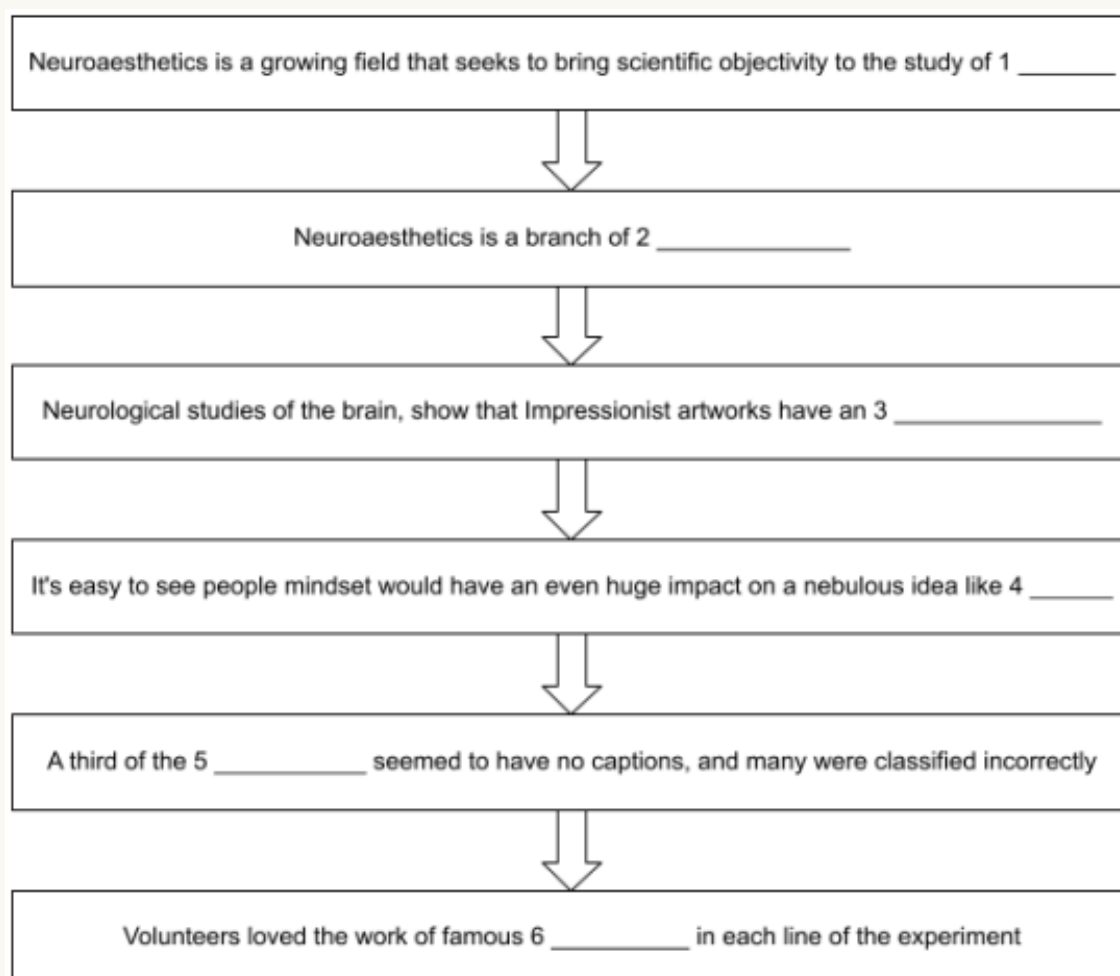 Neuroaesthetics is a growing field that seeks to bring scientific objectivity to the study of 1 _______
Neuroaesthetics is a branch of 2 ______________
Neurological studies of the brain, show that Impressionist artworks have an 3 _______________
It's easy to see people mindset would have an even huge impact on a nebulous idea like 4 ______
A third of the 5 ___________ seemed to have no captions, and many were classified incorrectly
Volunteers loved the work of famous 6 __________ in each line of the experiment